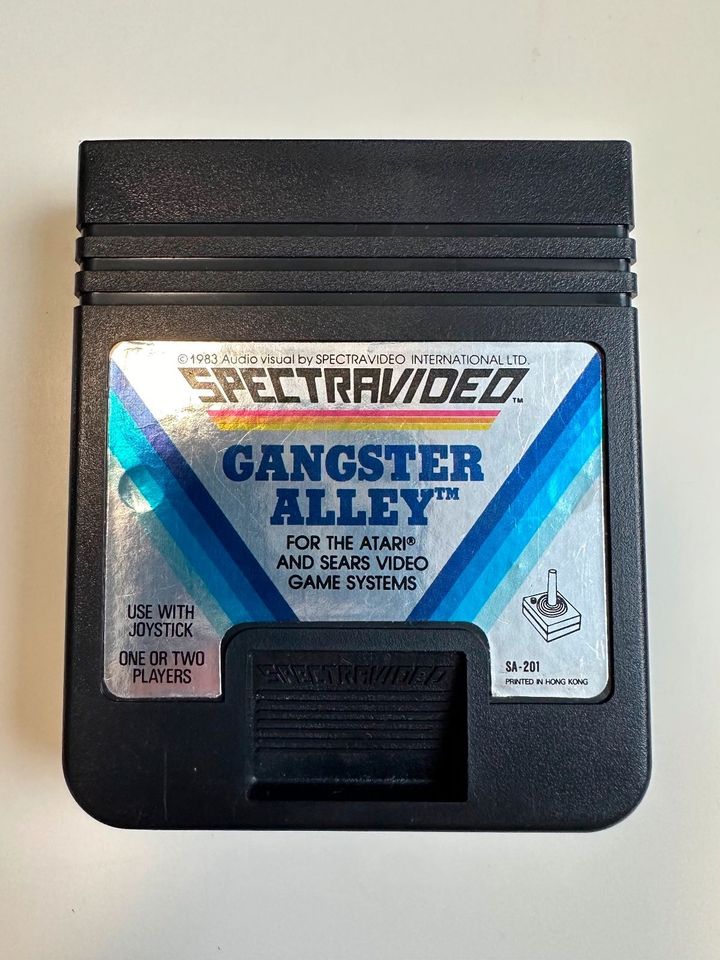 © 1983 Audio visual by SPECTRAVIDEO INTERNATIONAL LTD.
SPECTRAVIDEO™
GANGSTER
ALLEY™
FOR THE ATARI®
AND SEARS VIDEO
GAME SYSTEMS
USE WITH
JOYSTICK
ONE OR TWO
PLAYERS
SPECTRAVIDEO
SA-201
PRINTED IN HONG KONG